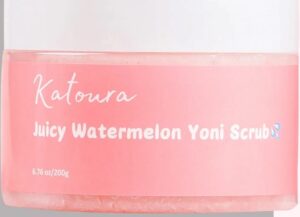 Katoura
Juicy Watermelon Yoni Scrub💦
6.76 oz/200g